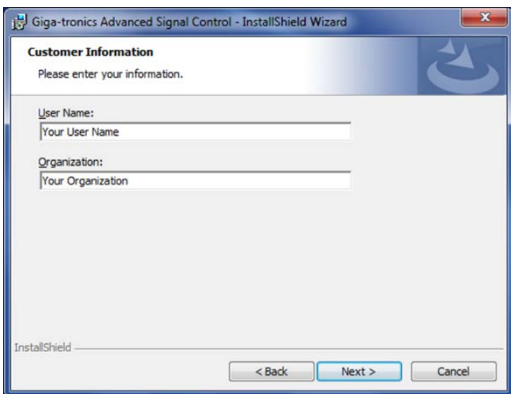 Giga-tronics Advanced Signal Control - InstallShield Wizard
Customer Information
Please enter your information.
User Name:
Your User Name
Organization:
Your Organization
InstallShield
< Back Next > Cancel